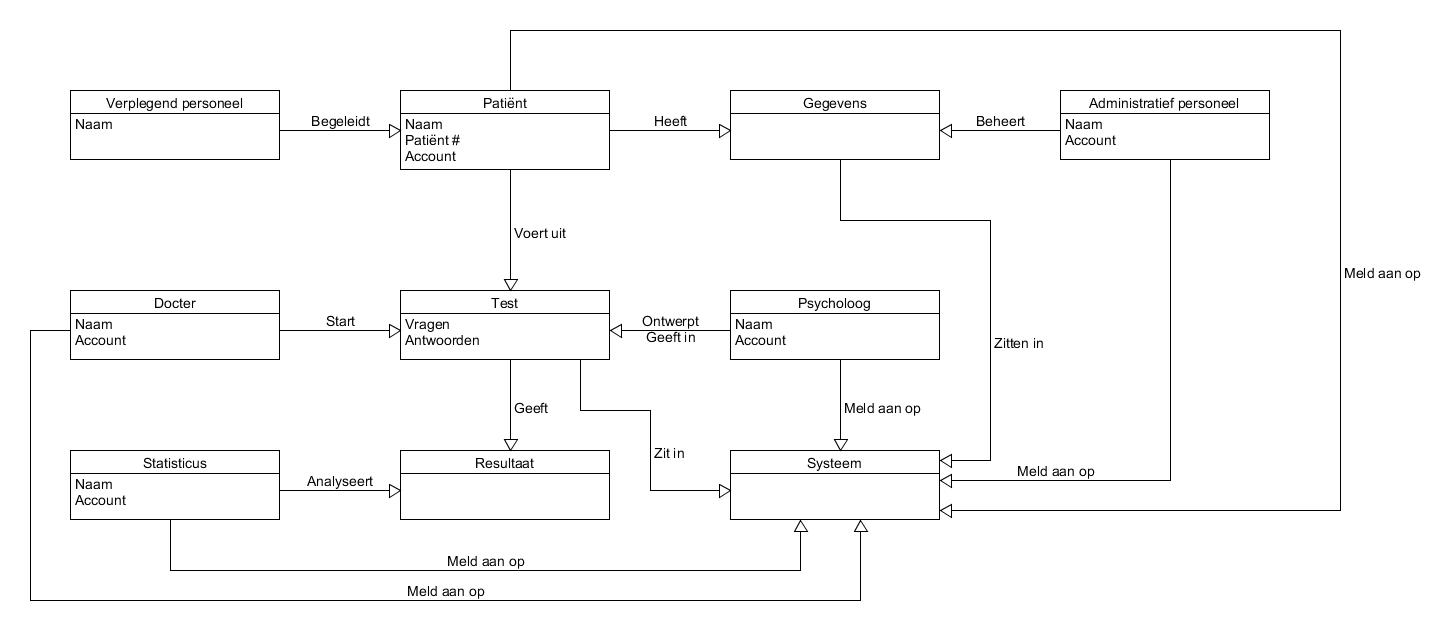 Verplegend personeel
Naam
Begeleidt
Patiënt
Naam
Patiënt #
Account
Heeft
Gegevens
Beheert
Administratief personeel
Naam
Account
Voert uit
Meld aan op
Docter
Naam
Account
Start
Test
Vragen
Antwoorden
Ontwerpt
Geeft in
Psycholoog
Naam
Account
Zitten in
Geeft
Meld aan op
Zit in
Statisticus
Naam
Account
Analyseert
Resultaat
Systeem
Meld aan op
Meld aan op
Meld aan op